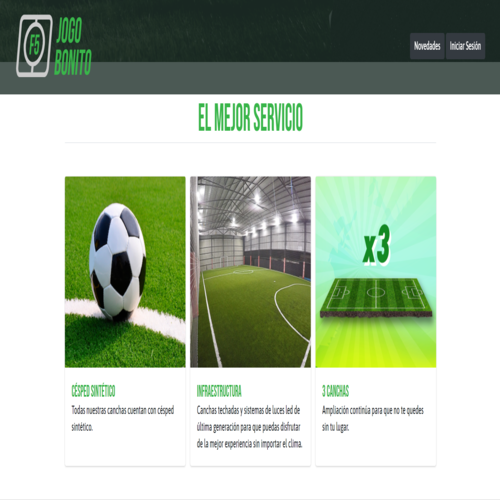 F5
JOGO
BONITO
Novedades
Iniciar Sesión
EL MEJOR SERVICIO
x3
CÉSPED SINTÉTICO
Todas nuestras canchas cuentan con césped
sintético.
INFRAESTRUCTURA
Canchas techadas y sistemas de luces led de
última generación para que puedas disfrutar
de la mejor experiencia sin importar el clima.
3 CANCHAS
Ampliación continúa para que no te quedes
sin tu lugar.